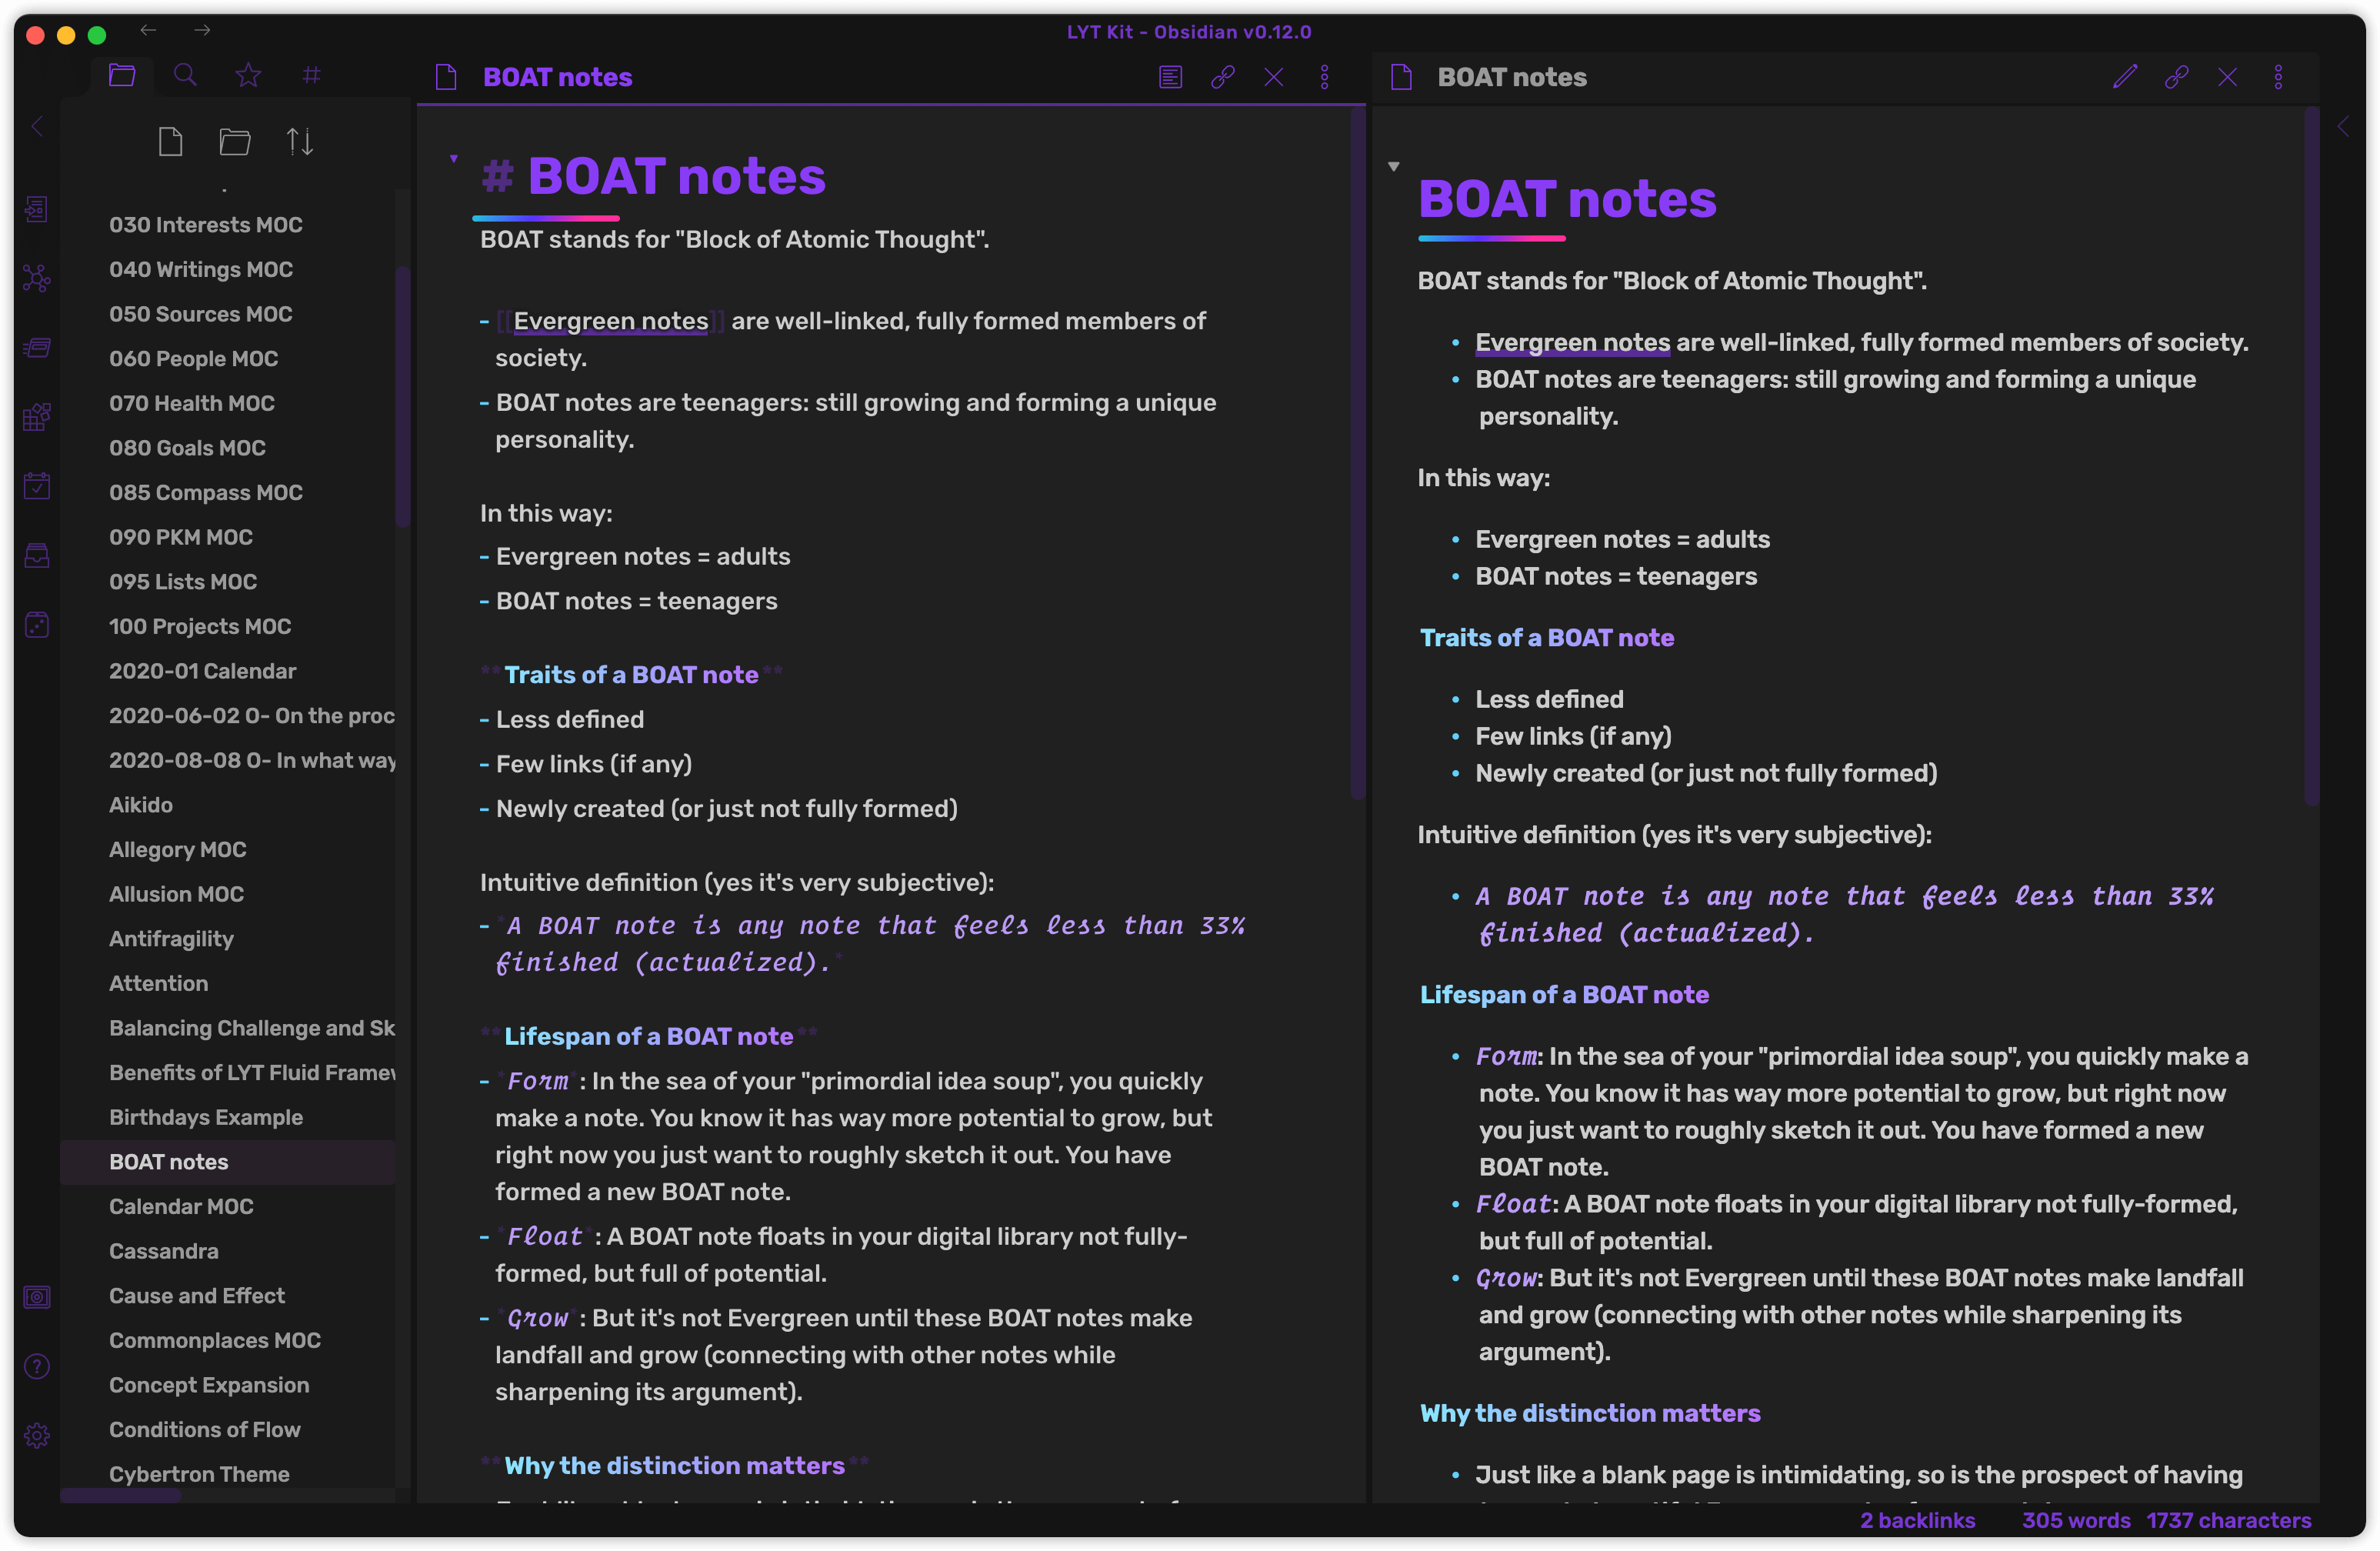 LYT Kit - Obsidian v0.12.0
030 Interests MOC
040 Writings MOC
050 Sources MOC
060 People MOC
070 Health MOC
080 Goals MOC
085 Compass MOC
090 PKM MOC
095 Lists MOC
100 Projects MOC
2020-01 Calendar
2020-06-02 O- On the proc
2020-08-08 O- In what way
Aikido
Allegory MOC
Allusion MOC
Antifragility
Attention
Balancing Challenge and Sk
Benefits of LYT Fluid Framew
Birthdays Example
BOAT notes
Calendar MOC
Cassandra
Cause and Effect
Commonplaces MOC
Concept Expansion
Conditions of Flow
Cybertron Theme
BOAT notes
# BOAT notes
BOAT stands for "Block of Atomic Thought".
- [[Evergreen notes]] are well-linked, fully formed members of
society.
- BOAT notes are teenagers: still growing and forming a unique
personality.
In this way:
- Evergreen notes = adults
- BOAT notes = teenagers
**Traits of a BOAT note**
- Less defined
- Few links (if any)
- Newly created (or just not fully formed)
Intuitive definition (yes it's very subjective):
- *A BOAT note is any note that feels less than 33%
finished (actualized).*
**Lifespan of a BOAT note**
- *Form*: In the sea of your "primordial idea soup", you quickly
make a note. You know it has way more potential to grow, but
right now you just want to roughly sketch it out. You have
formed a new BOAT note.
- *Float*: A BOAT note floats in your digital library not fully-
formed, but full of potential.
- *Grow*: But it's not Evergreen until these BOAT notes make
landfall and grow (connecting with other notes while
sharpening its argument).
**Why the distinction matters**
BOAT notes
BOAT notes
BOAT stands for "Block of Atomic Thought".
• Evergreen notes are well-linked, fully formed members of society.
• BOAT notes are teenagers: still growing and forming a unique
personality.
In this way:
• Evergreen notes = adults
• BOAT notes = teenagers
Traits of a BOAT note
• Less defined
• Few links (if any)
• Newly created (or just not fully formed)
Intuitive definition (yes it's very subjective):
• A BOAT note is any note that feels less than 33%
finished (actualized).
Lifespan of a BOAT note
• Form: In the sea of your "primordial idea soup", you quickly make a
note. You know it has way more potential to grow, but right now
you just want to roughly sketch it out. You have formed a new
BOAT note.
• Float: A BOAT note floats in your digital library not fully-formed,
but full of potential.
• Grow: But it's not Evergreen until these BOAT notes make landfall
and grow (connecting with other notes while sharpening its
argument).
Why the distinction matters
• Just like a blank page is intimidating, so is the prospect of having
2 backlinks 305 words 1737 characters